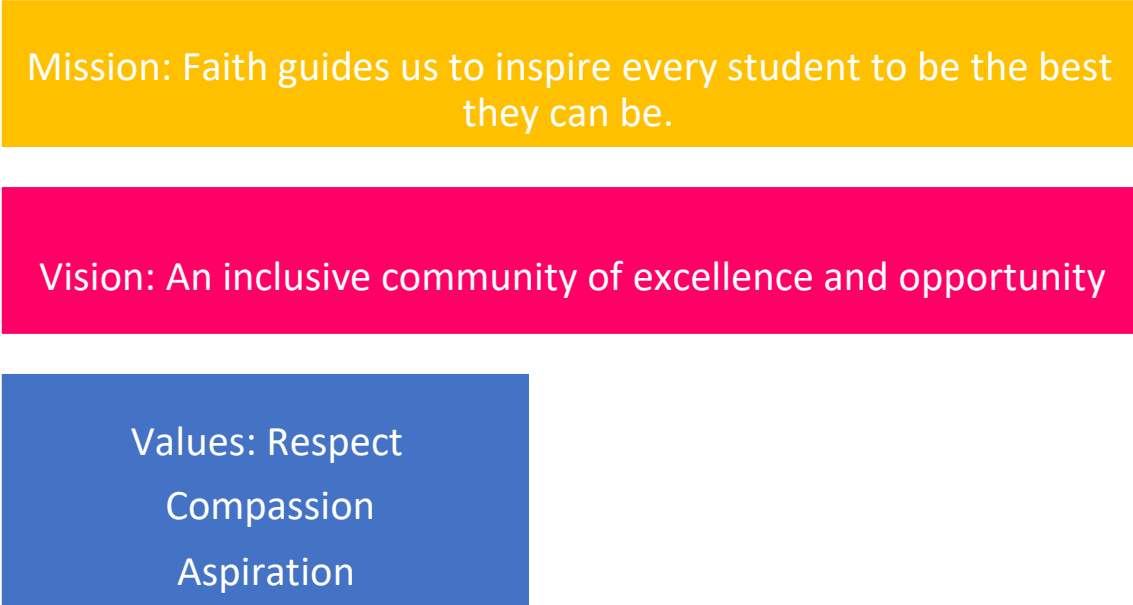 Mission: Faith guides us to inspire every student to be the best
they can be.
Vision: An inclusive community of excellence and opportunity
Values: Respect
Compassion
Aspiration